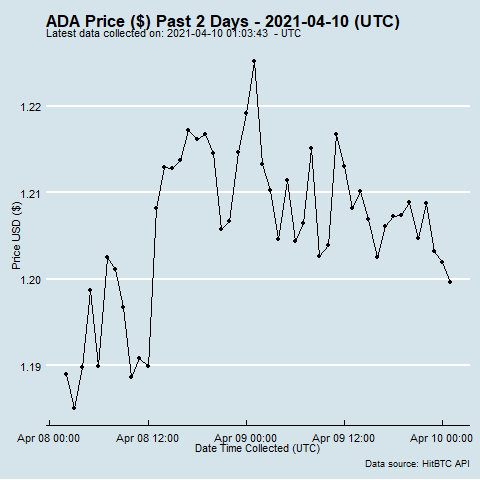 ADA Price ($) Past 2 Days - 2021-04-10 (UTC)
Latest data collected on: 2021-04-10 01:03:43 - UTC
1.22
1.21
1.20
1.19
Price USD ($)
Apr 08 00:00 Apr 08 12:00 Apr 09 00:00 Apr 09 12:00 Apr 10 00:00
Date Time Collected (UTC)
Data source: HitBTC API